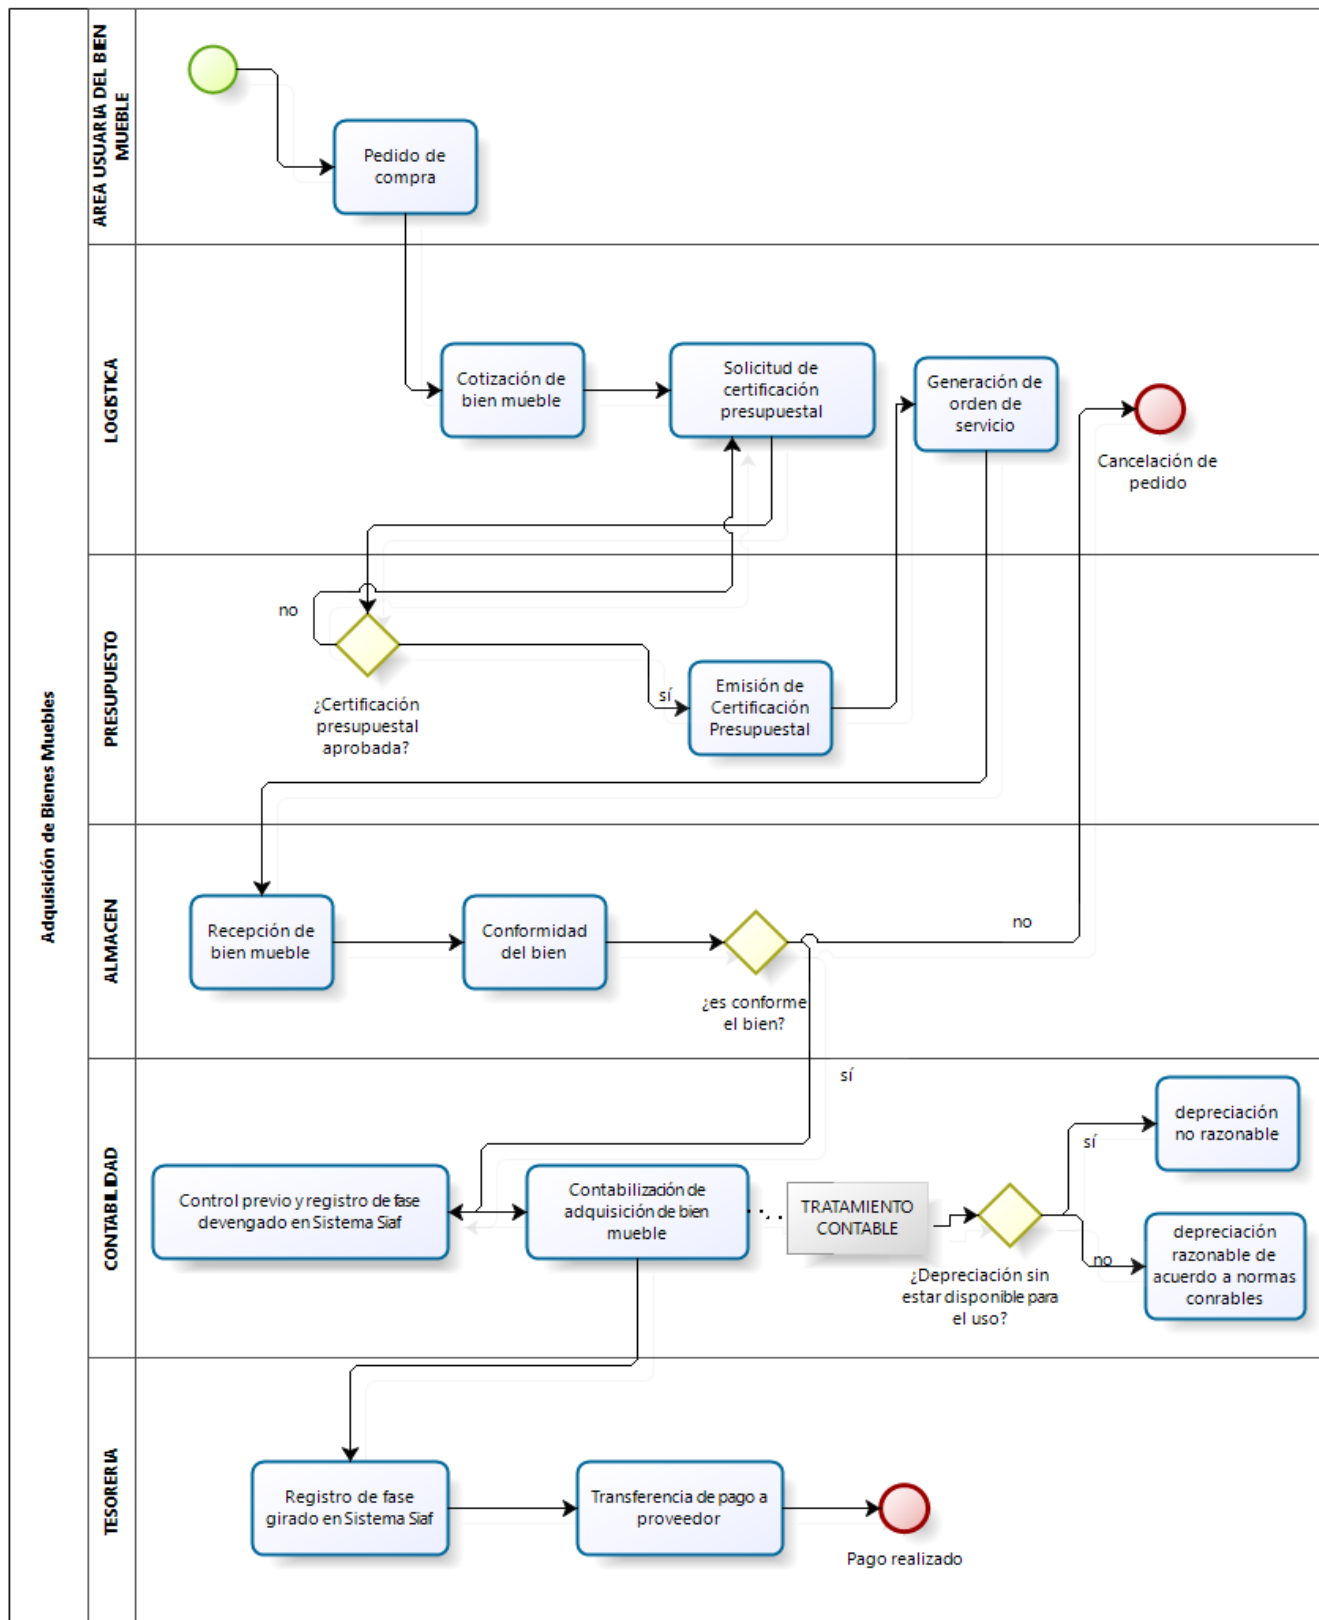 Adquisición de Bienes Muebles
AREA USUARIA DEL BIEN
MUEBLE
Pedido de
compra
LOGISTICA
Cotización de
bien mueble
Solicitud de
certificación
presupuestal
Generación de
orden de
servicio
Cancelación de
pedido
PRESUPUESTO
no
¿Certificación
presupuestal
aprobada?
sí
Emisión de
Certificación
Presupuestal
ALMACEN
Recepción de
bien mueble
Conformidad
del bien
¿es conforme
el bien?
no
sí
CONTABILIDAD
Control previo y registro de fase
devengado en Sistema Siaf
Contabilización de
adquisición de bien
mueble
TRATAMIENTO
CONTABLE
¿Depreciación sin
estar disponible para
el uso?
sí
depreciación
no razonable
no
depreciación
razonable de
acuerdo a normas
conrables
TESORERIA
Registro de fase
girado en Sistema Siaf
Transferencia de pago a
proveedor
Pago realizado